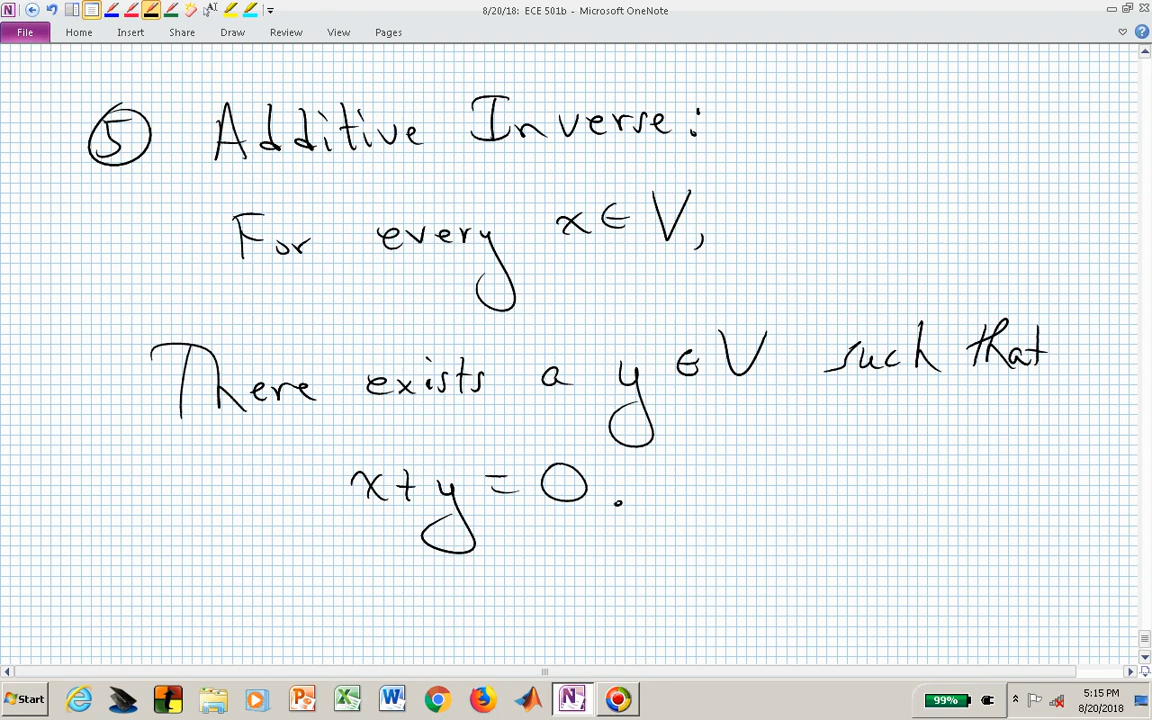 8/20/18: ECE 501b - Microsoft OneNote
File Home Insert Share Draw Review View Pages
⑤ Additive Inverse:
For every x ∈ V,
There exists a y ∈ V such that
x + y = 0.
Start
99%
5:15 PM
8/20/2018